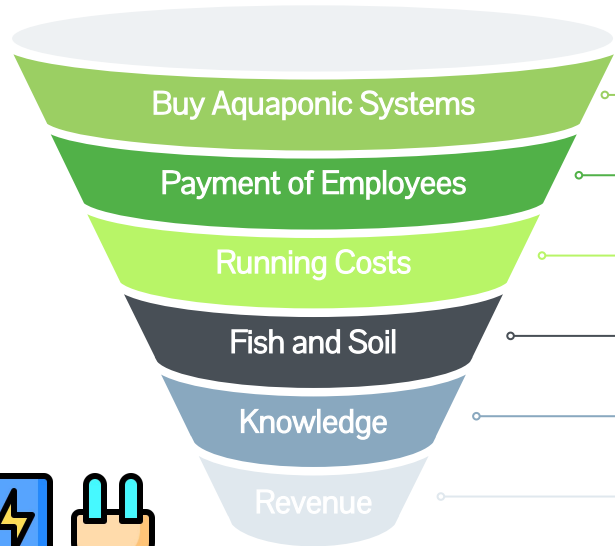 Buy Aquaponic Systems
Payment of Employees
Running Costs
Fish and Soil
Knowledge
Revenue